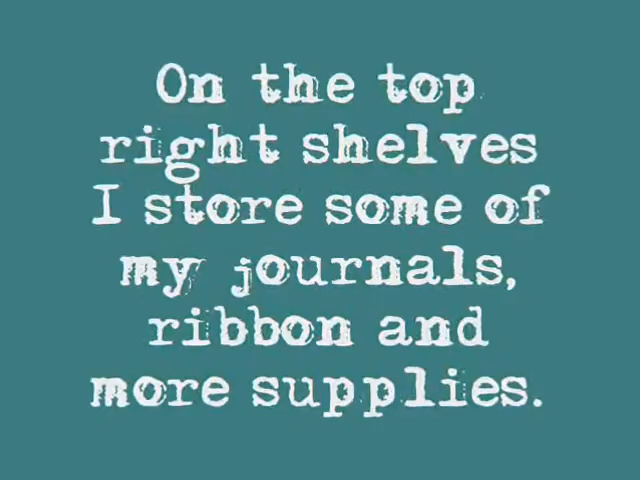 On the top
right shelves
I store some of
my journals,
ribbon and
more supplies.